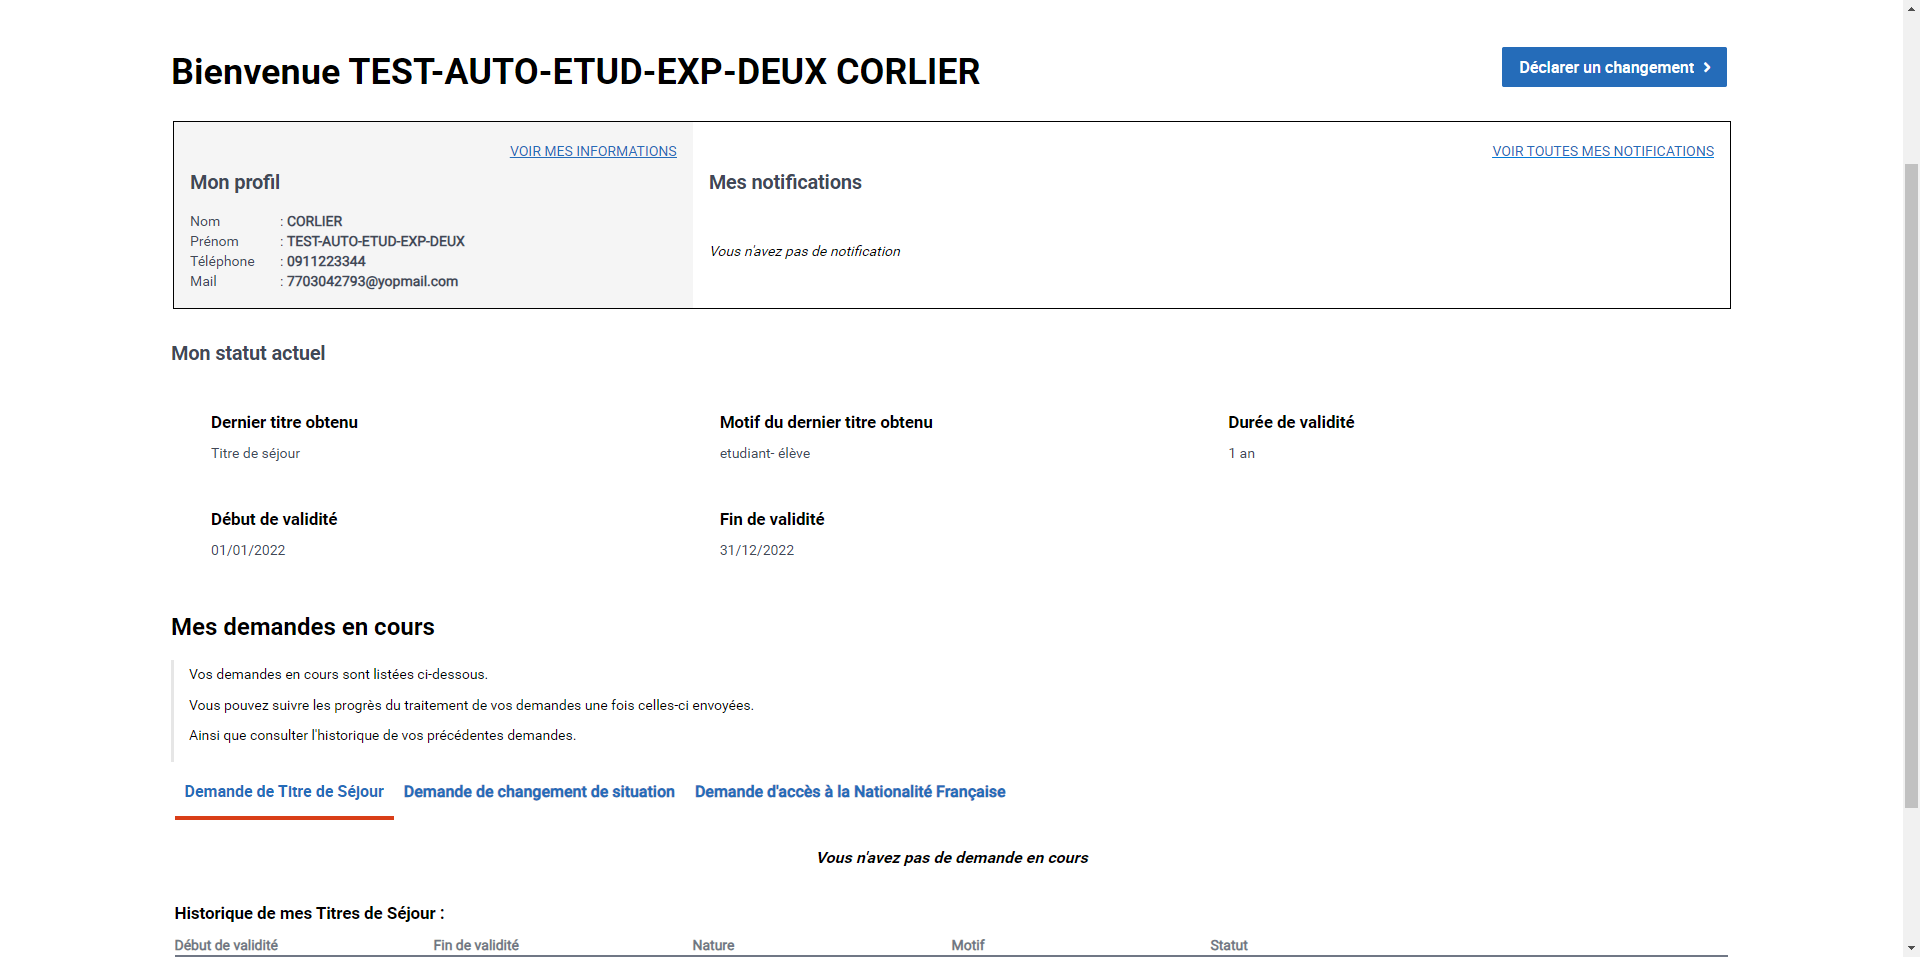 Bienvenue TEST-AUTO-ETUD-EXP-DEUX CORLIER
Déclarer un changement
VOIR MES INFORMATIONS
Mon profil
Nom : CORLIER
Prénom : TEST-AUTO-ETUD-EXP-DEUX
Téléphone : 0911223344
Mail : 7703042793@yopmail.com
VOIR TOUTES MES NOTIFICATIONS
Mes notifications
Vous n'avez pas de notification
Mon statut actuel
Dernier titre obtenu
Titre de séjour
Motif du dernier titre obtenu
etudiant- élève
Durée de validité
1 an
Début de validité
01/01/2022
Fin de validité
31/12/2022
Mes demandes en cours
Vos demandes en cours sont listées ci-dessous.
Vous pouvez suivre les progrès du traitement de vos demandes une fois celles-ci envoyées.
Ainsi que consulter l'historique de vos précédentes demandes.
Demande de Titre de Séjour Demande de changement de situation Demande d'accès à la Nationalité Française
Vous n'avez pas de demande en cours
Historique de mes Titres de Séjour :
Début de validité Fin de validité Nature Motif Statut